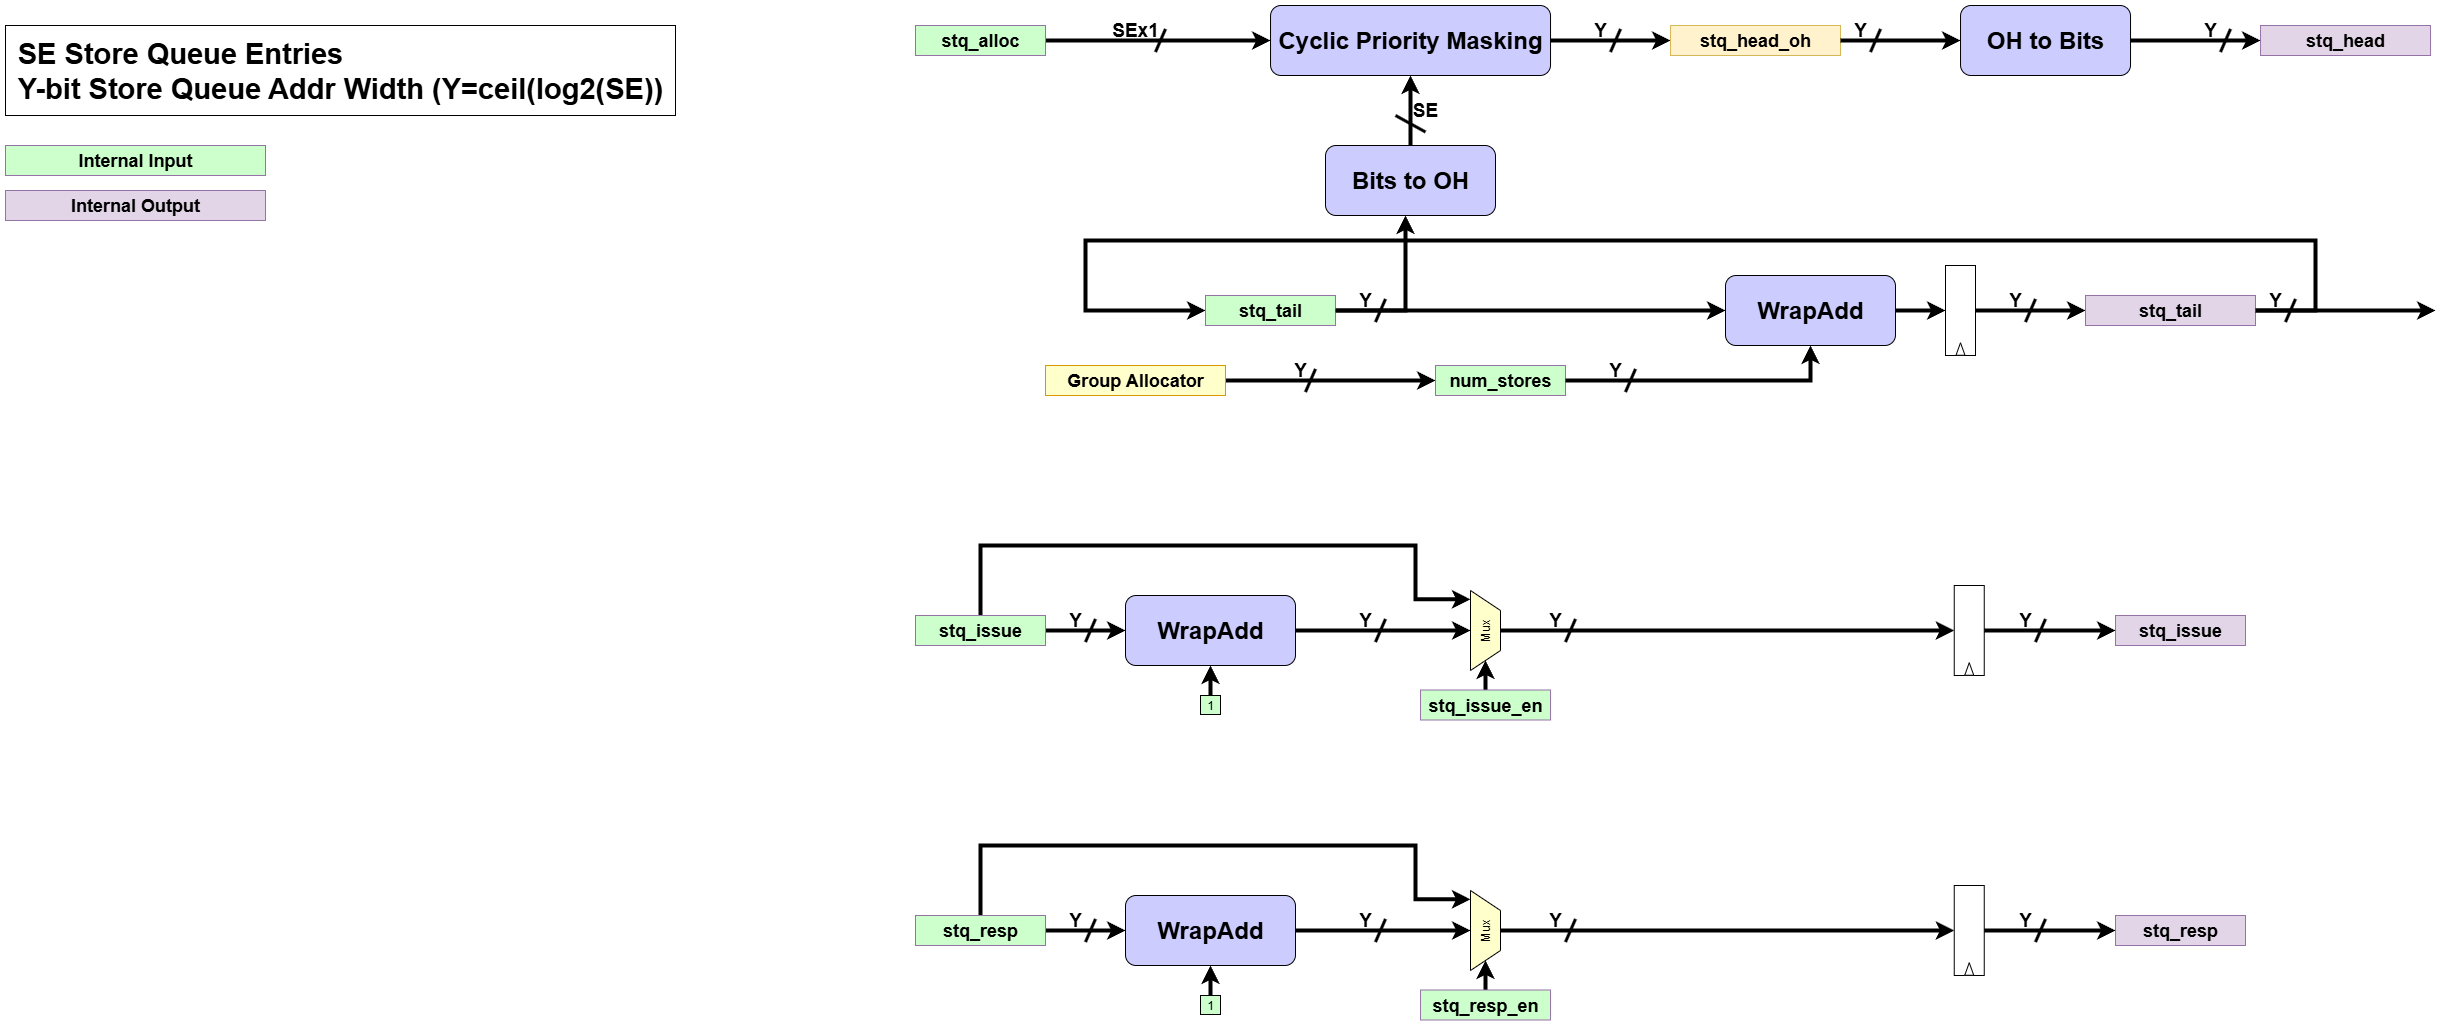 SE Store Queue Entries
Y-bit Store Queue Addr Width (Y=ceil(log2(SE))
Internal Input
Internal Output
stq_alloc
SEx1
Cyclic Priority Masking
Y
stq_head_oh
Y
OH to Bits
Y
stq_head
SE
Bits to OH
stq_tail
Y
WrapAdd
Y
stq_tail
Y
Group Allocator
Y
num_stores
Y
stq_issue
Y
WrapAdd
1
Y
Mux
stq_issue_en
Y
Y
stq_issue
stq_resp
Y
WrapAdd
1
Y
Mux
stq_resp_en
Y
Y
stq_resp